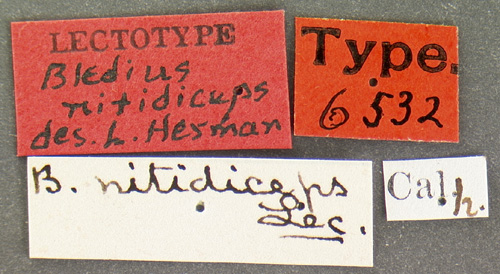 LECTOTYPE
Bledius
nitidiceps
des. L. Herman
Type.
6532
B. nitidiceps
Lec.
Cal.